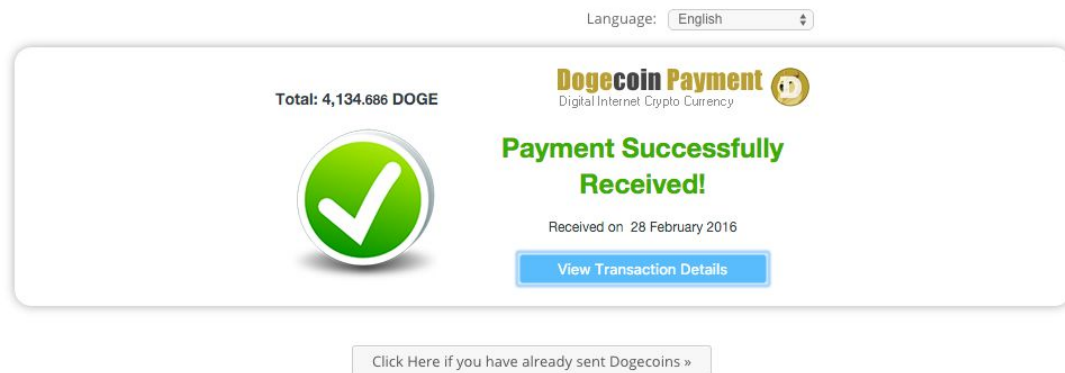 Language: English
Total: 4,134.686 DOGE
Dogecoin Payment
Digital Internet Crypto Currency
Payment Successfully
Received!
Received on 28 February 2016
View Transaction Details
Click Here if you have already sent Dogecoins »